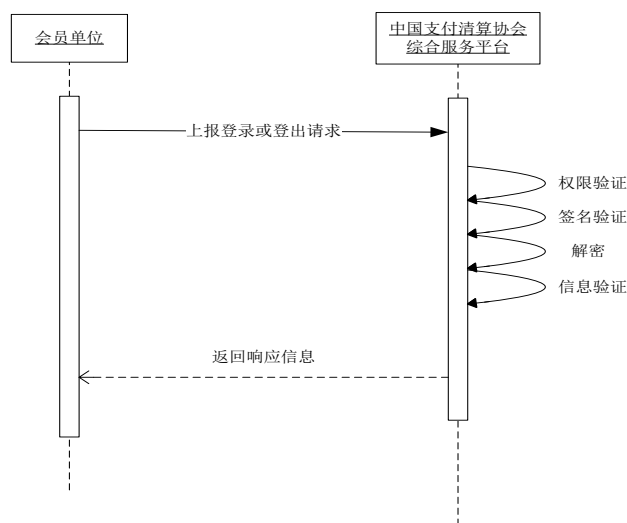 会员单位
中国支付清算协会
综合服务平台
上报登录或登出请求
权限验证
签名验证
解密
信息验证
返回响应信息